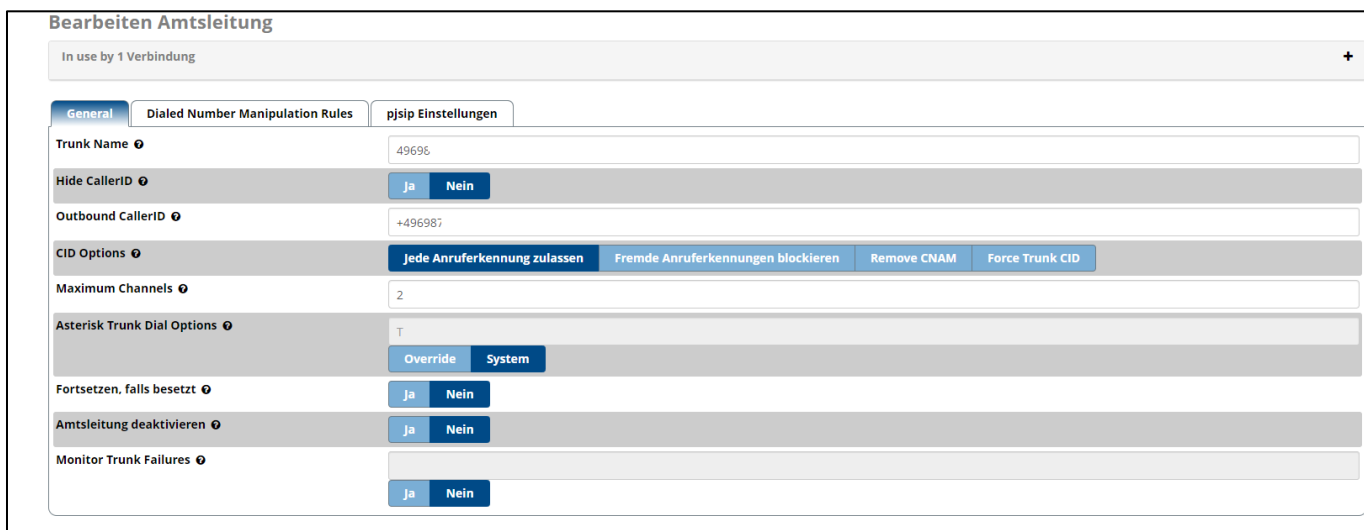 Bearbeiten Amtsleitung
In use by 1 Verbindung +
General Dialed Number Manipulation Rules pjsip Einstellungen
Trunk Name 49698
Hide CallerID Ja Nein
Outbound CallerID +496987
CID Options Jede Anruferkennung zulassen Fremde Anruferkennungen blockieren Remove CNAM Force Trunk CID
Maximum Channels 2
Asterisk Trunk Dial Options T
Override System
Fortsetzen, falls besetzt Ja Nein
Amtsleitung deaktivieren Ja Nein
Monitor Trunk Failures
Ja Nein